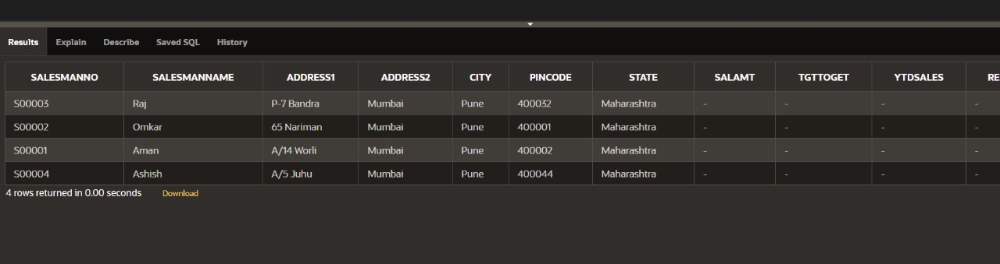 Results Explain Describe Saved SQL History
SALESMANNO SALESMANNAME ADDRESS1 ADDRESS2 CITY PINCODE STATE SALAMT TGTTOGET YTDSALES
S00003 Raj P-7 Bandra Mumbai Pune 400032 Maharashtra - - - -
S00002 Omkar 65 Nariman Mumbai Pune 400001 Maharashtra - - - -
S00001 Aman A/14 Worli Mumbai Pune 400002 Maharashtra - - - -
S00004 Ashish A/5 Juhu Mumbai Pune 400044 Maharashtra - - - -
4 rows returned in 0.00 seconds Download